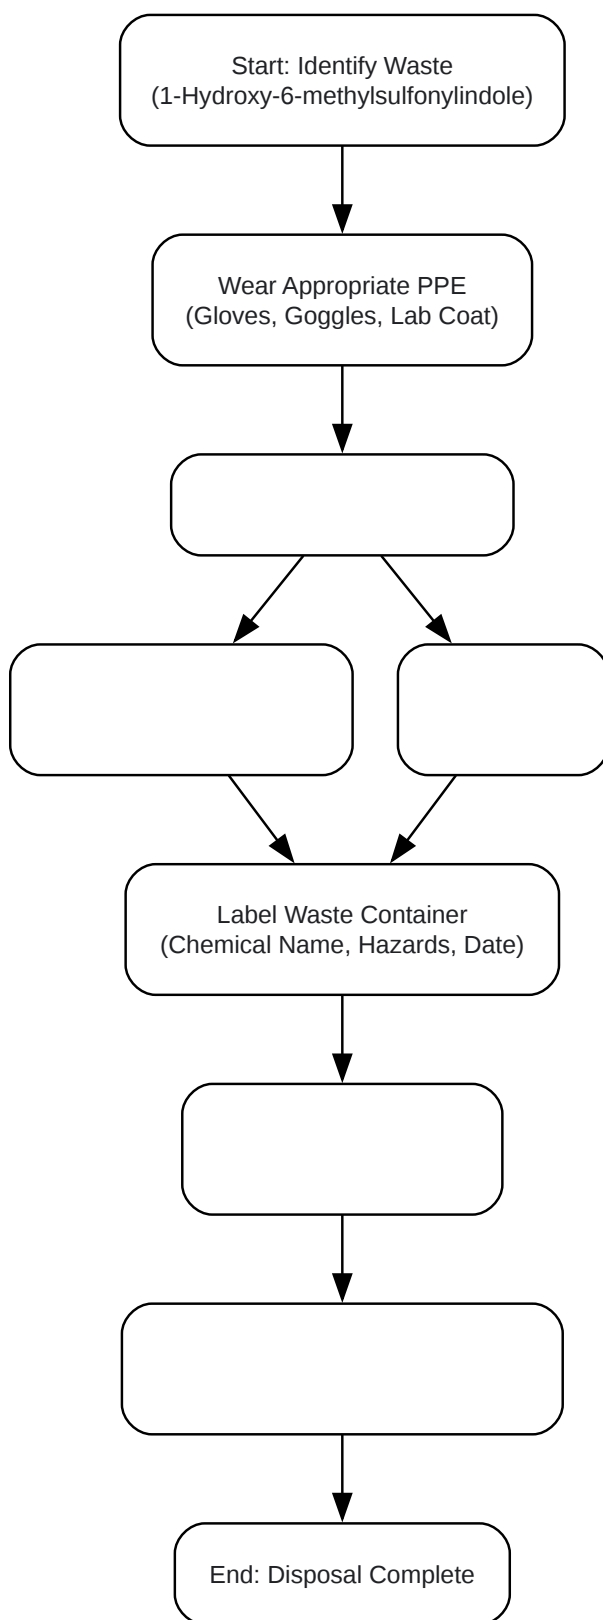 Start: Identify Waste
(1-Hydroxy-6-methylsulfonylindole)
Wear Appropriate PPE
(Gloves, Goggles, Lab Coat)
Label Waste Container
(Chemical Name, Hazards, Date)
End: Disposal Complete